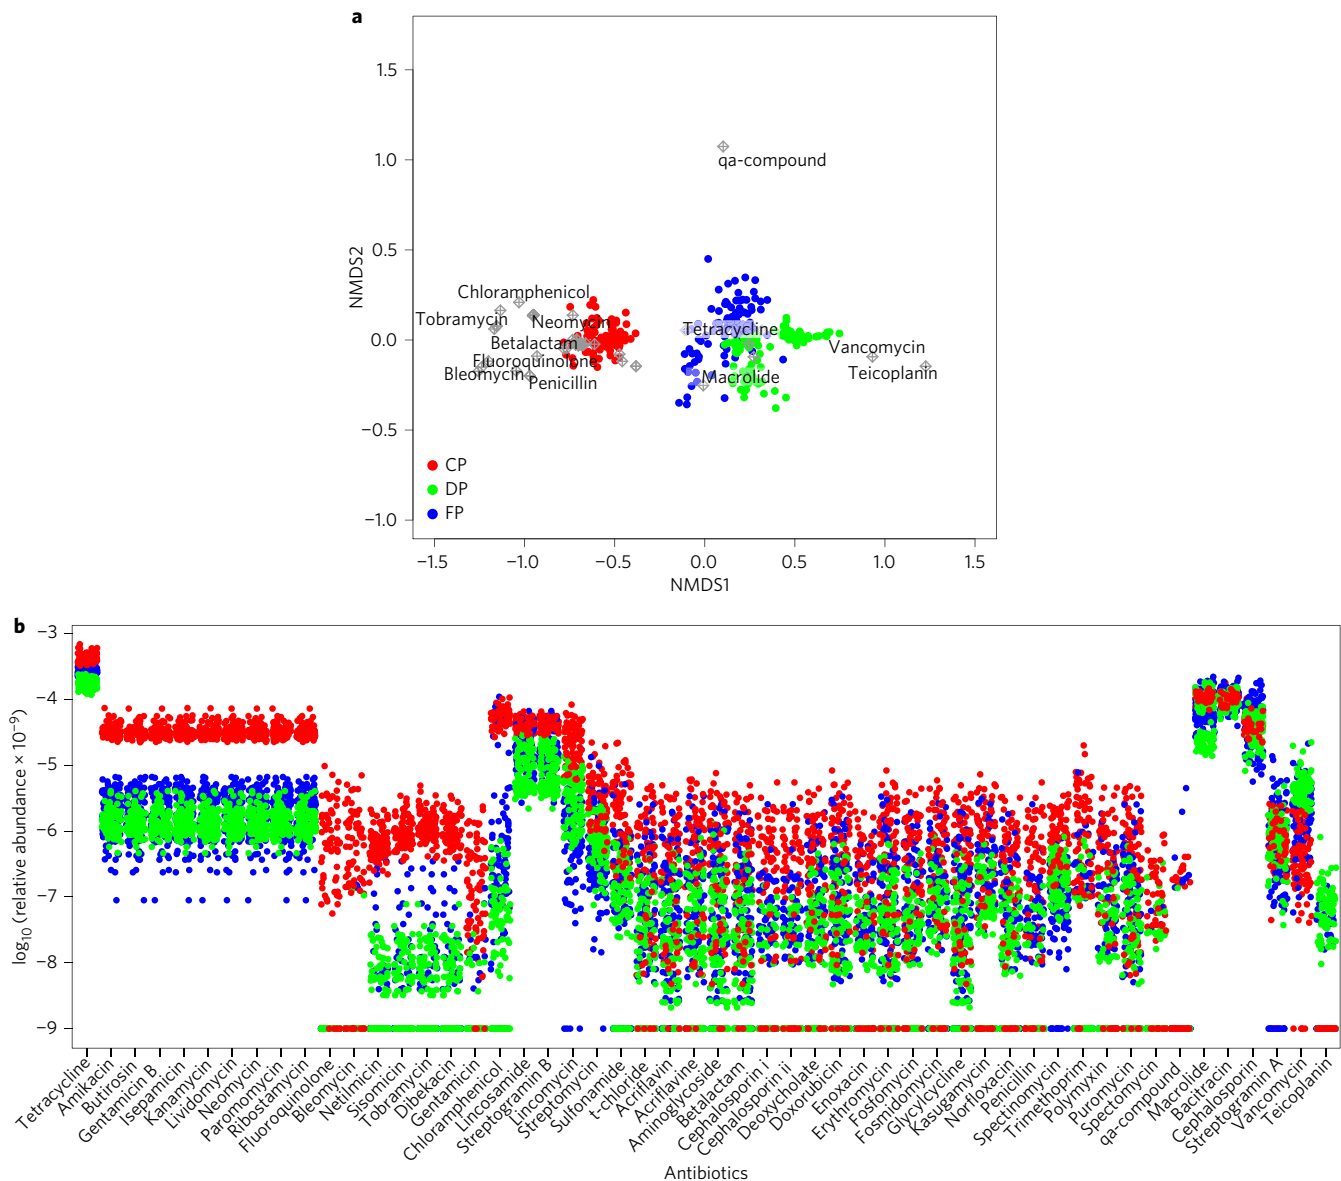 a
1.5
1.0
0.5
0.0
−0.5
−1.0
NMDS2
qa-compound
Chloramphenicol
Tobramycin
Neomycin
Betalactam
Fluoroquinolone
Bleomycin
Penicillin
Tetracycline
Macrolide
Vancomycin
Teicoplanin
CP
DP
FP
−1.5
−1.0
−0.5
0.0
0.5
1.0
1.5
NMDS1
b
−3
−4
−5
−6
−7
−8
−9
log10 (relative abundance × 10−9)
Tetracycline
Amikacin
Butirosin
Gentamicin B
Isepamicin
Kanamycin
Lividomycin
Neomycin
Paromomycin
Ribostamycin
Fluoroquinolone
Bleomycin
Netilmicin
Sisomicin
Tobramycin
Dibekacin
Gentamicin
Chloramphenicol
Lincosamide
Streptogramin B
Lincomycin
Streptomycin
Sulfonamide
t-chloride
Acriflavin
Acriflavine
Aminoglycoside
Betalactam
Cephalosporin i
Cephalosporin ii
Deoxycholate
Doxorubicin
Enoxacin
Erythromycin
Fosfomycin
Fosmidomycin
Glycylcycline
Kasugamycin
Norfloxacin
Penicillin
Spectinomycin
Trimethoprim
Polymyxin
Puromycin
Spectomycin
qa-compound
Macrolide
Bacitracin
Cephalosporin
Streptogramin A
Vancomycin
Teicoplanin
Antibiotics